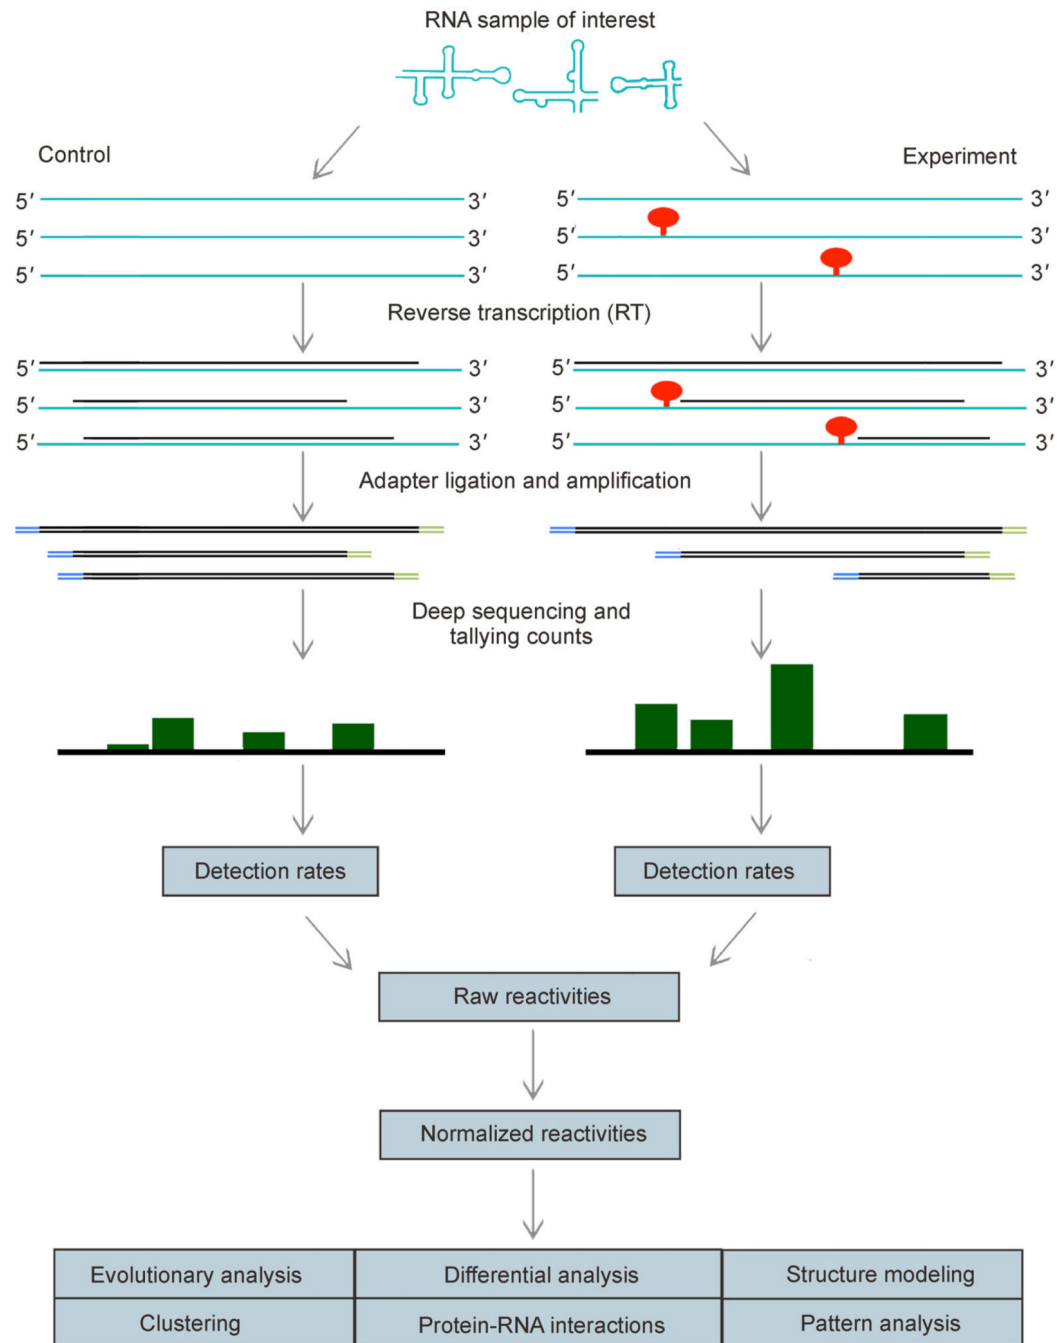 RNA sample of interest
Control
Experiment
5′ 3′ 5′ 3′
5′ 3′ 5′ 3′
5′ 3′ 5′ 3′
Reverse transcription (RT)
5′ 3′ 5′ 3′
5′ 3′ 5′ 3′
5′ 3′ 5′ 3′
Adapter ligation and amplification
Deep sequencing and
tallying counts
Detection rates
Detection rates
Raw reactivities
Normalized reactivities
Evolutionary analysis
Differential analysis
Structure modeling
Clustering
Protein-RNA interactions
Pattern analysis